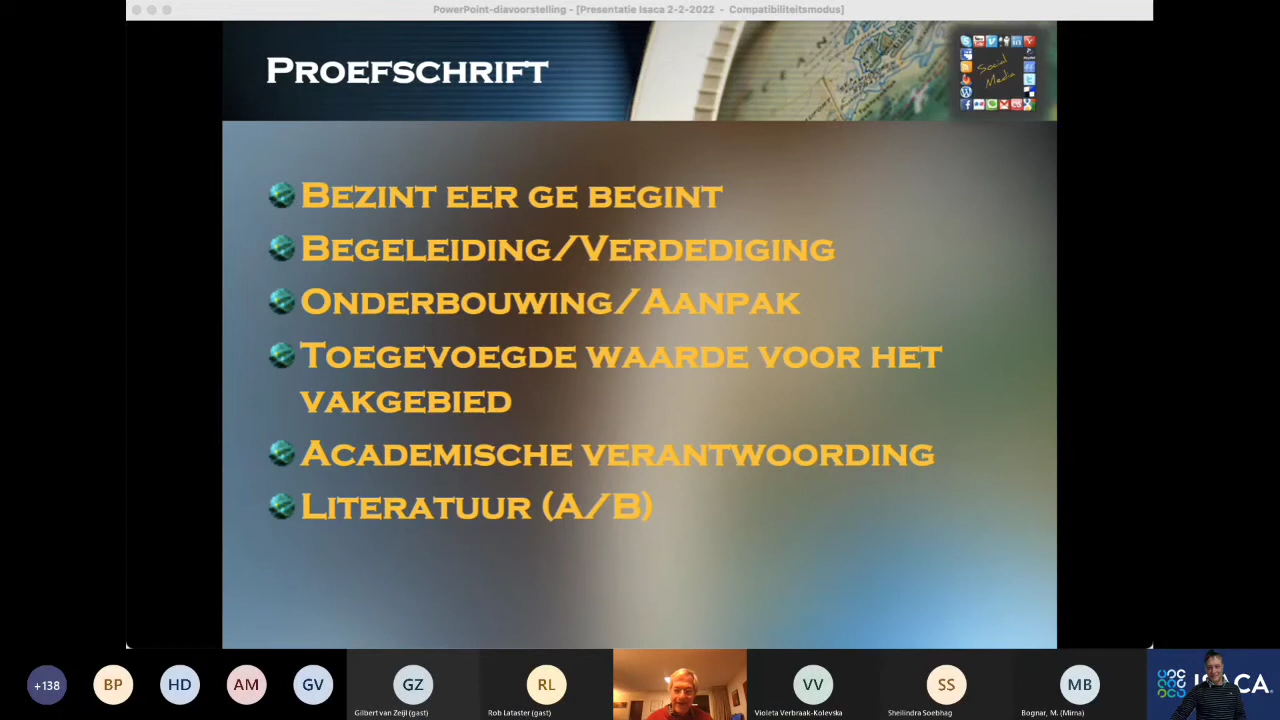 PowerPoint-diavoorstelling - [Presentatie Isaca 2-2-2022 - Compatibiliteitsmodus]
Proefschrift
Social
Media
Bezint eer ge begint
Begeleiding/Verdediging
Onderbouwing/Aanpak
Toegevoegde waarde voor het
vakgebied
Academische verantwoording
Literatuur (A/B)
+138
BP
HD
AM
GV
GZ
RL
VV
SS
MB
Gilbert van Zeijl (gast)
Rob Lataster (gast)
Violeta Verbraak-Kolevska
Sheilindra Soebhag
Bognar, M. (Mirna)